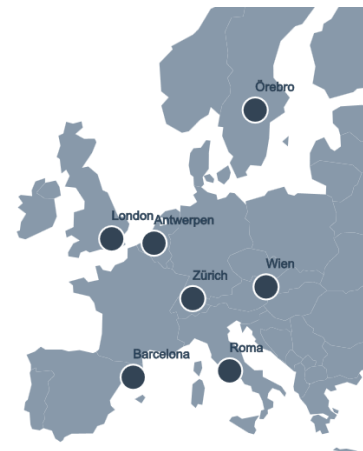 Örebro
London
Antwerpen
Zürich
Wien
Barcelona
Roma